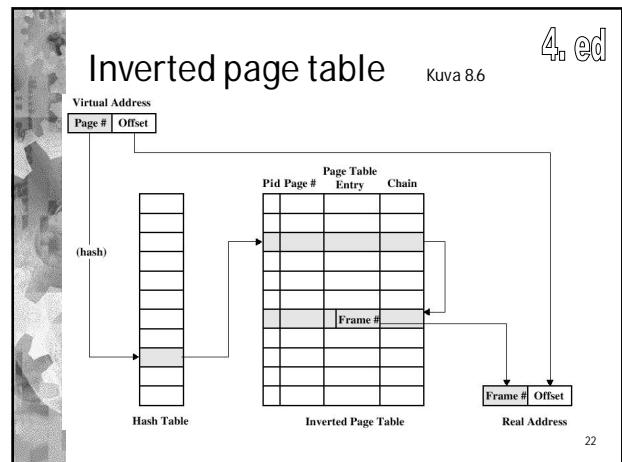 4. ed
Inverted page table Kuva 8.6
Virtual Address
Page # Offset
Page Table
Pid Page # Entry Chain
(hash)
Frame #
Frame # Offset
Hash Table Inverted Page Table Real Address
22